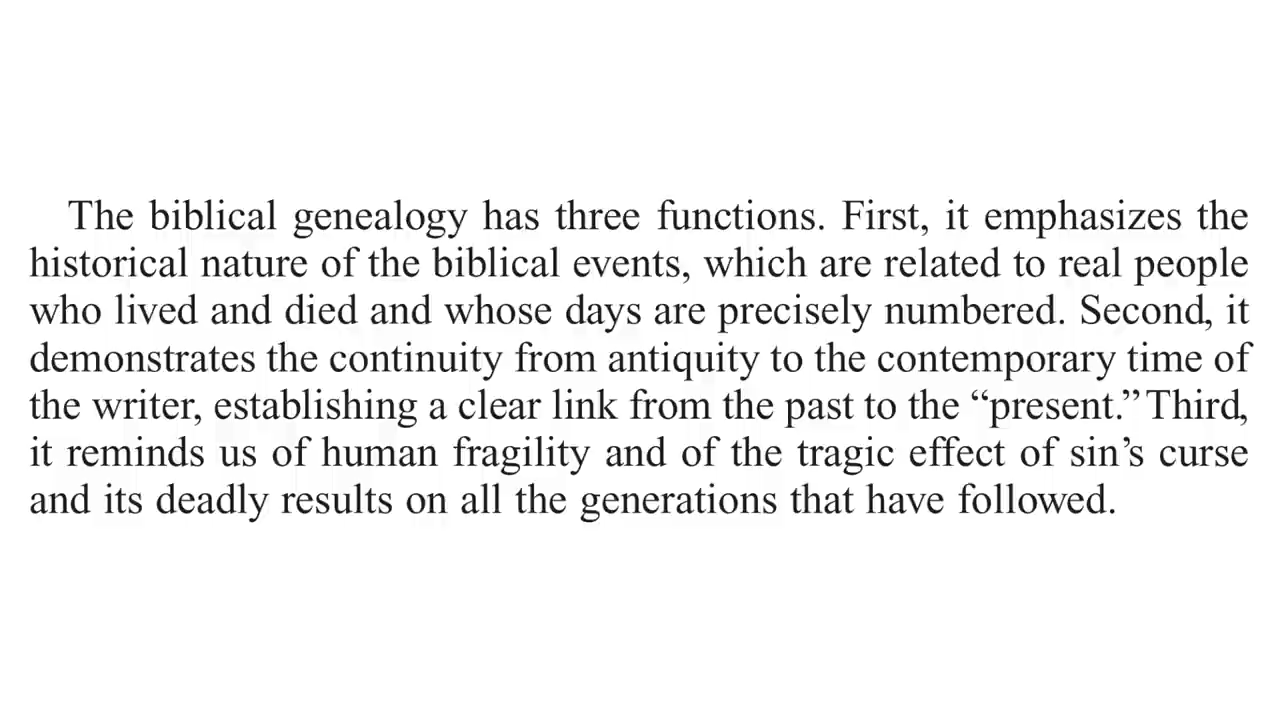 The biblical genealogy has three functions. First, it emphasizes the
historical nature of the biblical events, which are related to real people
who lived and died and whose days are precisely numbered. Second, it
demonstrates the continuity from antiquity to the contemporary time of
the writer, establishing a clear link from the past to the “present.” Third,
it reminds us of human fragility and of the tragic effect of sin’s curse
and its deadly results on all the generations that have followed.